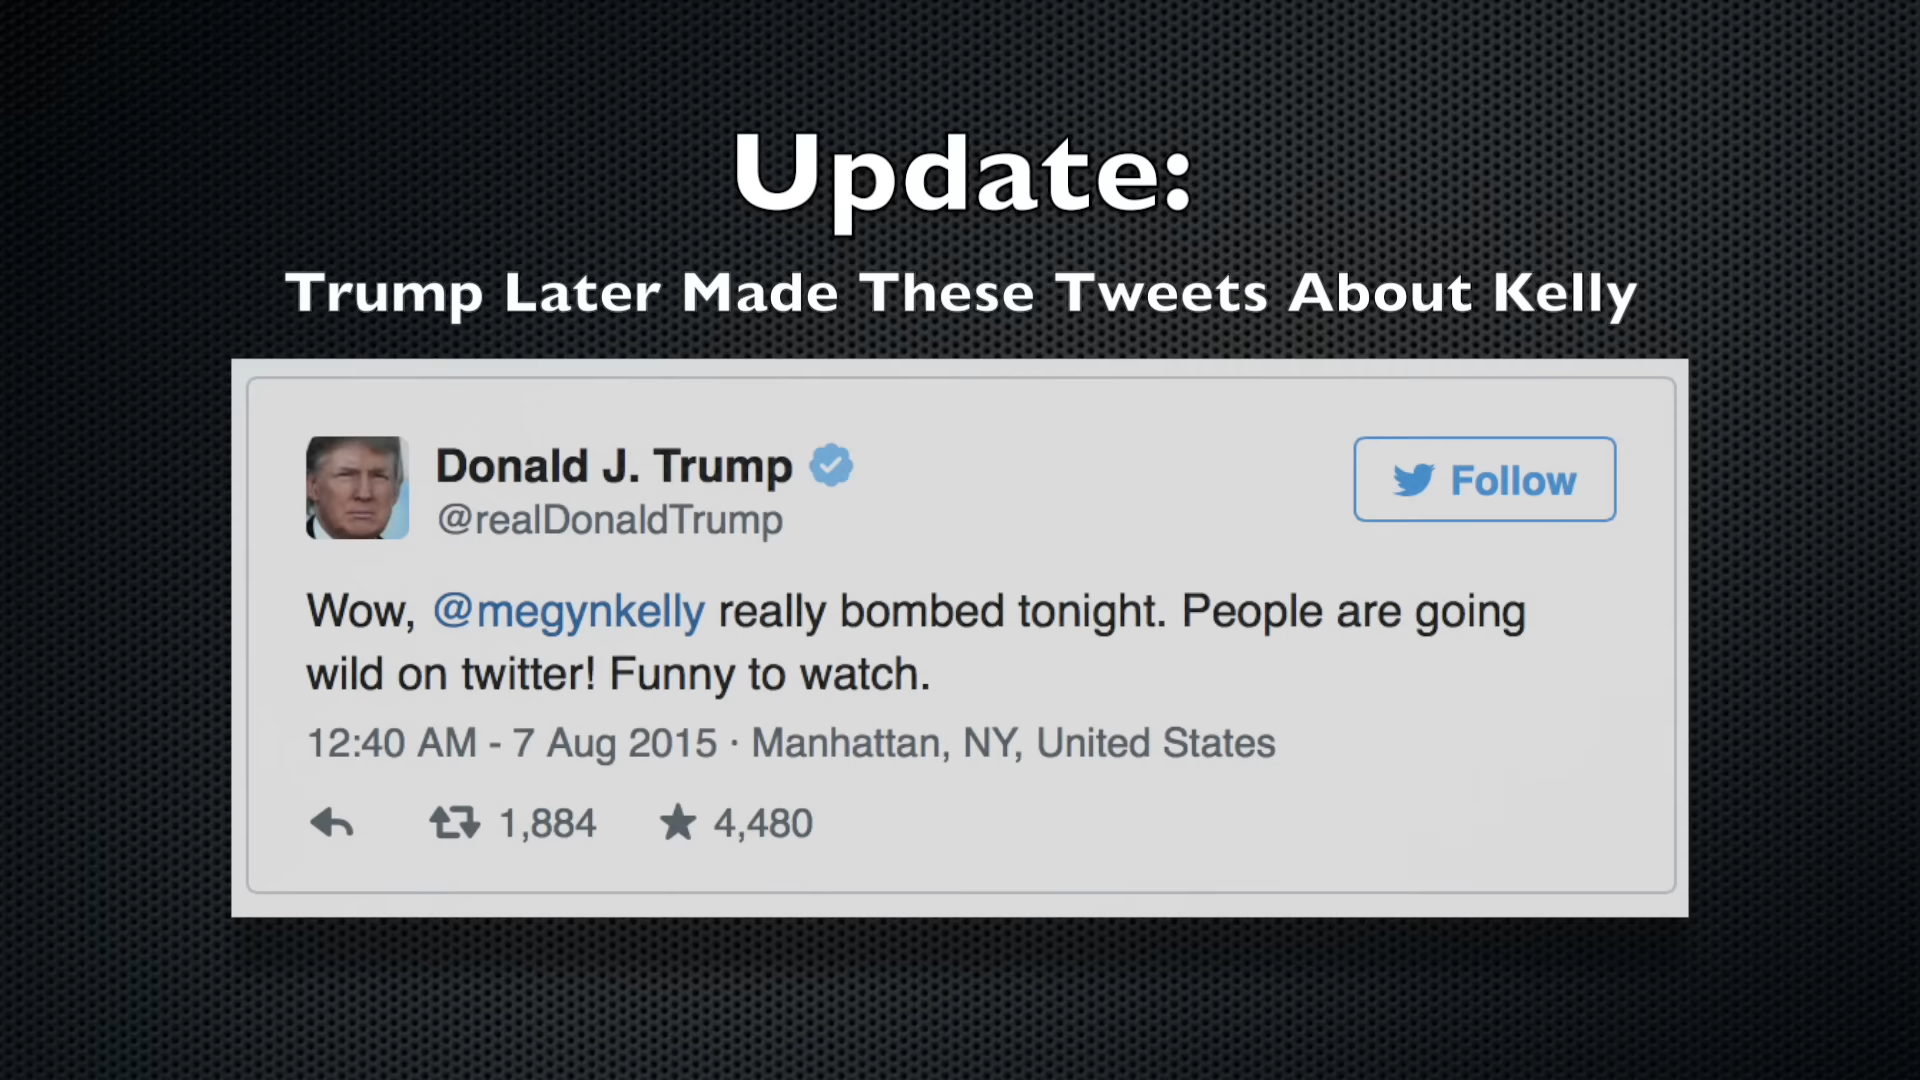 Update:
Trump Later Made These Tweets About Kelly
Donald J. Trump
@realDonaldTrump
Follow
Wow, @megynkelly really bombed tonight. People are going
wild on twitter! Funny to watch.
12:40 AM - 7 Aug 2015 · Manhattan, NY, United States
1,884 4,480